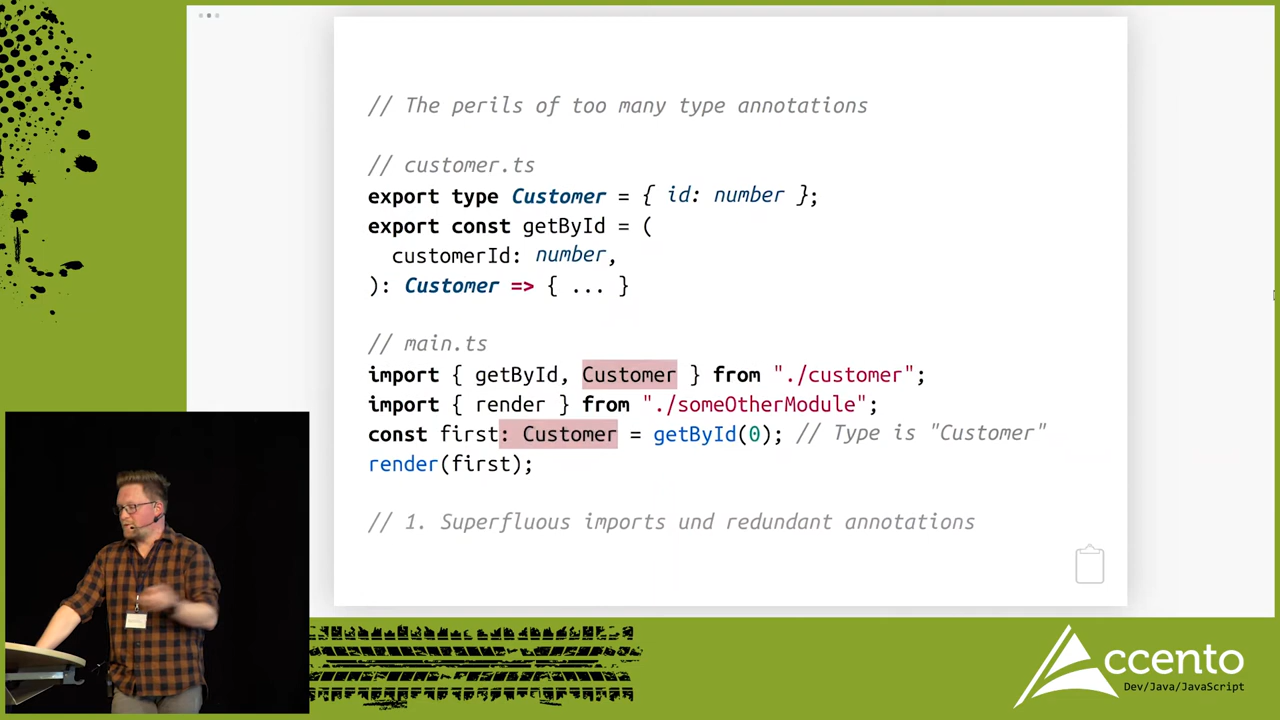 // The perils of too many type annotations
// customer.ts
export type Customer = { id: number };
export const getById = (
customerId: number,
): Customer => { ... }
// main.ts
import { getById, Customer } from "./customer";
import { render } from "./someOtherModule";
const first: Customer = getById(0); // Type is "Customer"
render(first);
// 1. Superfluous imports und redundant annotations
Accento
Dev/Java/JavaScript